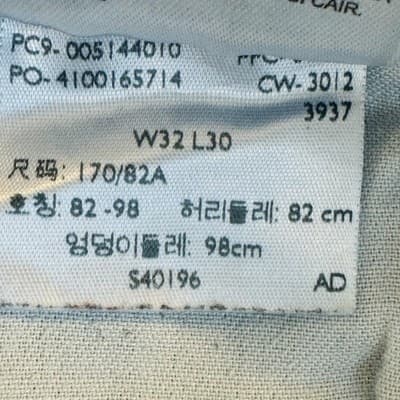 CAIR.
PC9-005144010
PO-4100165714 CW-3012
3937
W32 L30
尺码: 170/82A
호칭: 82-98 허리둘레: 82 cm
엉덩이둘레: 98cm
S40196 AD